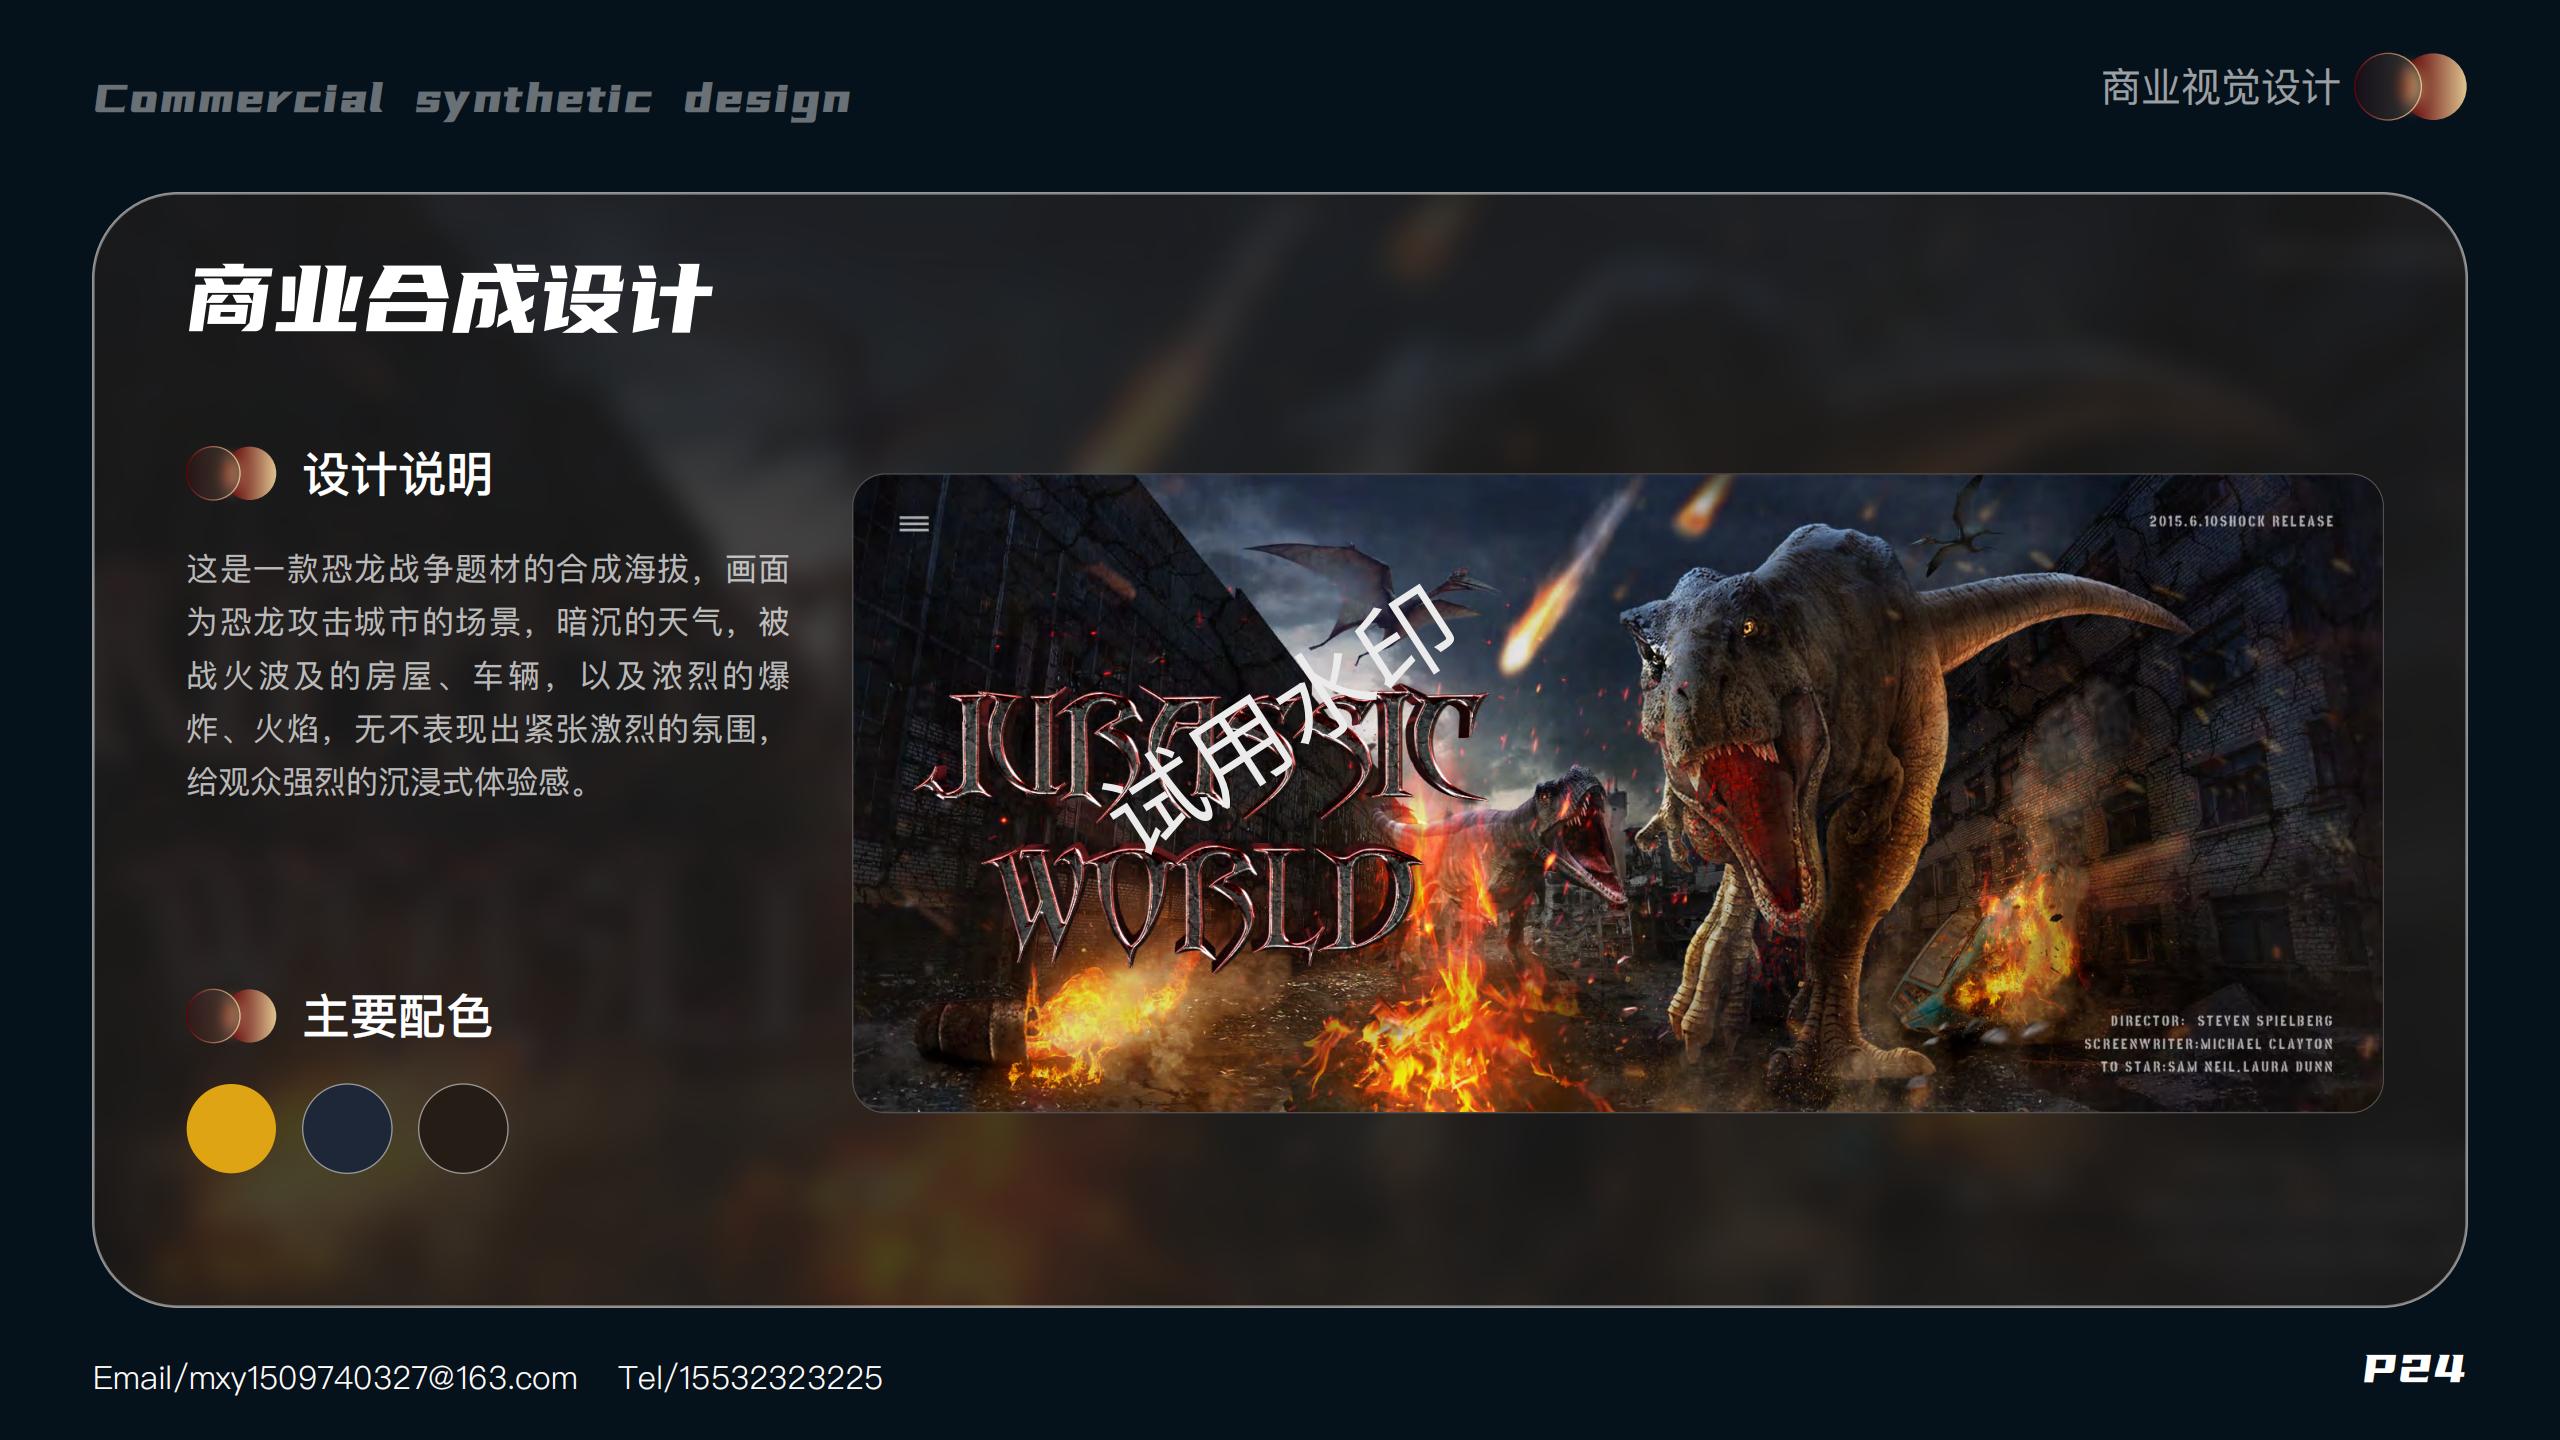 Commercial synthetic design
商业视觉设计
商业合成设计
设计说明
这是一款恐龙战争题材的合成海拔，画面
为恐龙攻击城市的场景，暗沉的天气，被
战火波及的房屋、车辆，以及浓烈的爆
炸、火焰，无不表现出紧张激烈的氛围，
给观众强烈的沉浸式体验感。
主要配色
2015.6.10SHOCK RELEASE
JURASSIC
WORLD
试用水印
DIRECTOR: STEVEN SPIELBERG
SCREENWRITER:MICHAEL CLAYTON
TO STAR:SAM NEIL.LAURA DUNN
Email/mxy1509740327@163.com Tel/15532323225
P24